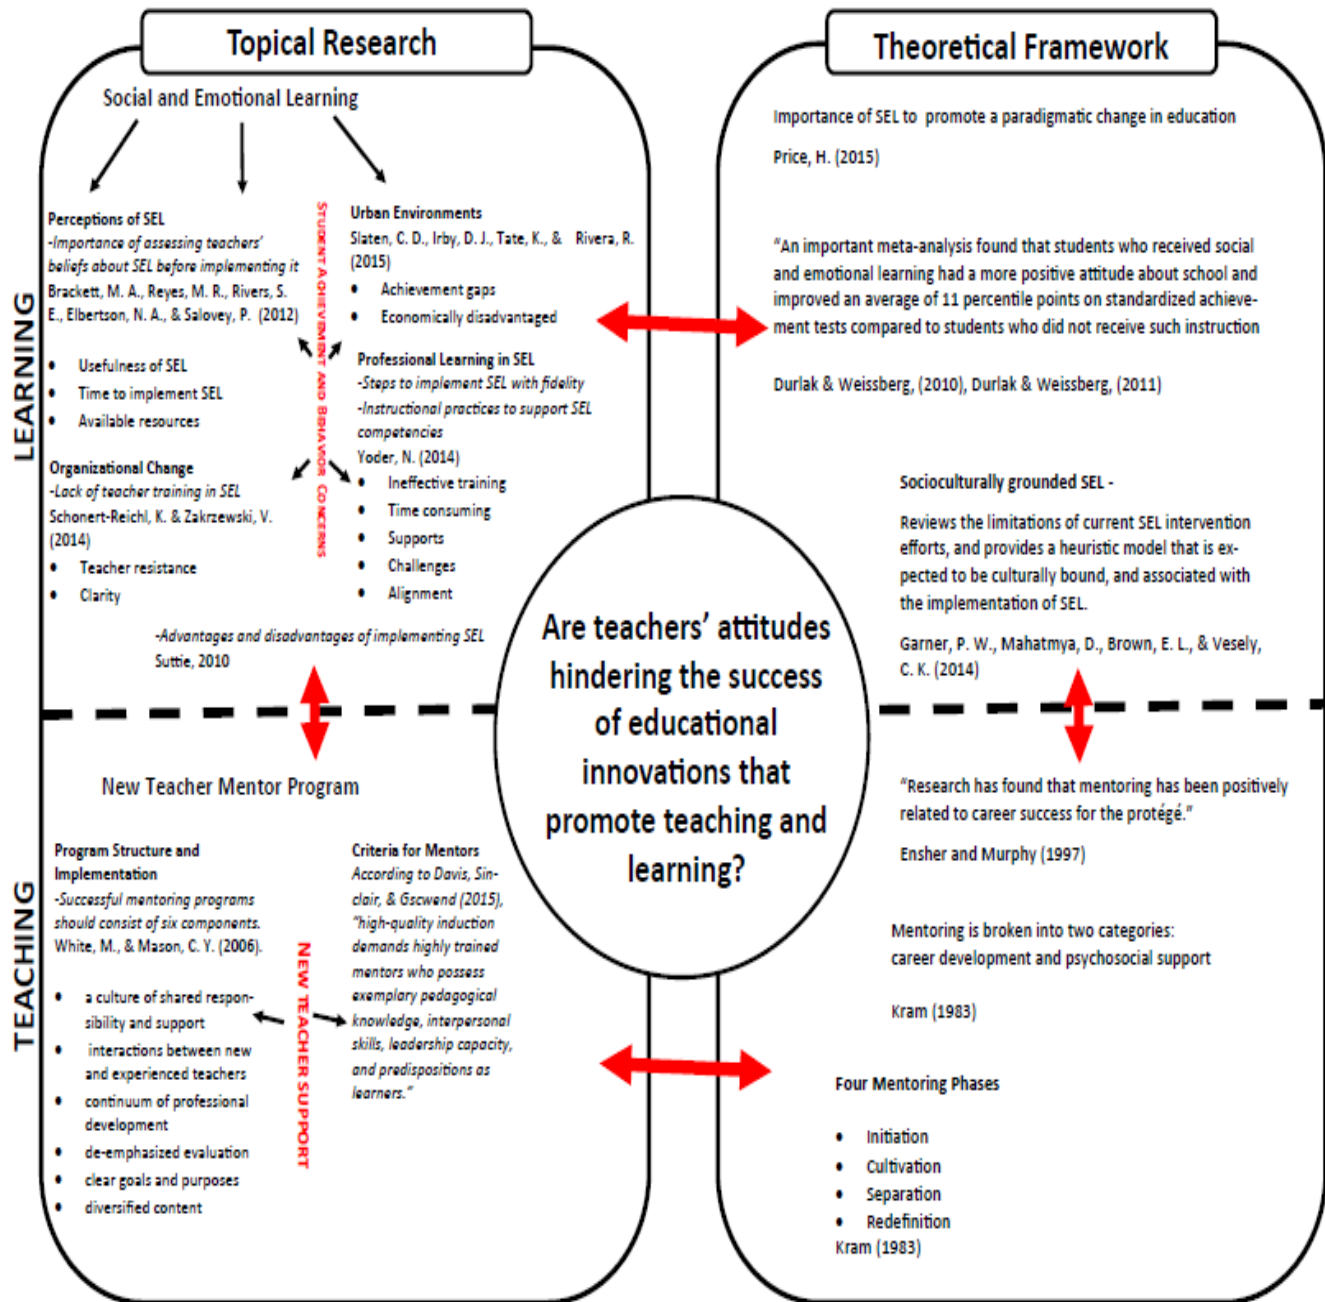 Topical Research
Social and Emotional Learning
LEARNING
Perceptions of SEL
-Importance of assessing teachers'
beliefs about SEL before implementing it
Brackett, M. A., Reyes, M. R., Rivers, S.
E., Elbertson, N. A., & Salovey, P. (2012)
• Usefulness of SEL
• Time to implement SEL
• Available resources
Organizational Change
-Lack of teacher training in SEL
Schonert-Reichl, K. & Zakrzewski, V.
(2014)
• Teacher resistance
• Clarity
STUDENT ACHIEVEMENT AND BEHAVIOR CONCERNS
Urban Environments
Slaten, C. D., Irby, D. J., Tate, K., & Rivera, R.
(2015)
• Achievement gaps
• Economically disadvantaged
Professional Learning in SEL
-Steps to implement SEL with fidelity
-Instructional practices to support SEL
competencies
Yoder, N. (2014)
• Ineffective training
• Time consuming
• Supports
• Challenges
• Alignment
-Advantages and disadvantages of implementing SEL
Suttie, 2010
TEACHING
New Teacher Mentor Program
Program Structure and
Implementation
-Successful mentoring programs
should consist of six components.
White, M., & Mason, C. Y. (2006).
• a culture of shared respon-
sibility and support
• interactions between new
and experienced teachers
• continuum of professional
development
• de-emphasized evaluation
• clear goals and purposes
• diversified content
NEW TEACHER SUPPORT
Criteria for Mentors
According to Davis, Sin-
clair, & Gscwend (2015),
"high-quality induction
demands highly trained
mentors who possess
exemplary pedagogical
knowledge, interpersonal
skills, leadership capacity,
and predispositions as
learners."
Are teachers' attitudes
hindering the success
of educational
innovations that
promote teaching and
learning?
Theoretical Framework
Importance of SEL to promote a paradigmatic change in education
Price, H. (2015)
"An important meta-analysis found that students who received social
and emotional learning had a more positive attitude about school and
improved an average of 11 percentile points on standardized achieve-
ment tests compared to students who did not receive such instruction
Durlak & Weissberg, (2010), Durlak & Weissberg, (2011)
Socioculturally grounded SEL -
Reviews the limitations of current SEL intervention
efforts, and provides a heuristic model that is ex-
pected to be culturally bound, and associated with
the implementation of SEL.
Garner, P. W., Mahatmya, D., Brown, E. L., & Vesely,
C. K. (2014)
"Research has found that mentoring has been positively
related to career success for the protégé."
Ensher and Murphy (1997)
Mentoring is broken into two categories:
career development and psychosocial support
Kram (1983)
Four Mentoring Phases
• Initiation
• Cultivation
• Separation
• Redefinition
Kram (1983)